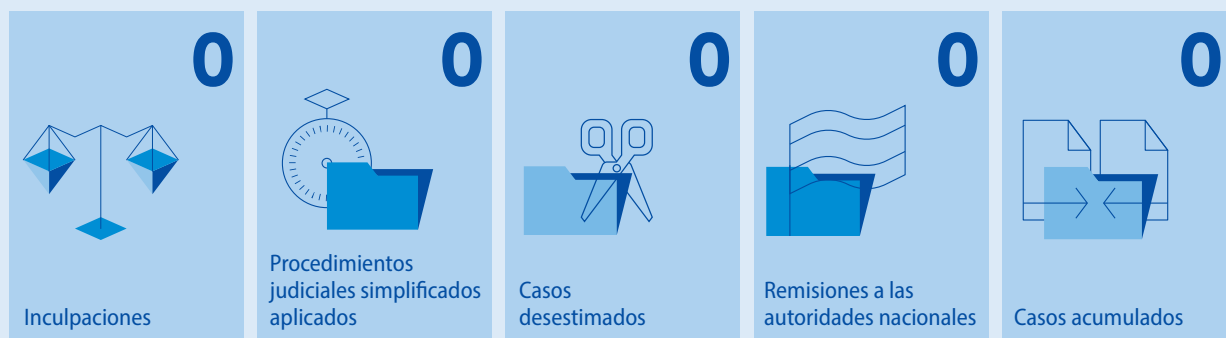 0
Inculpaciones
0
Procedimientos
judiciales simplificados
aplicados
0
Casos
desestimados
0
Remisiones a las
autoridades nacionales
0
Casos acumulados